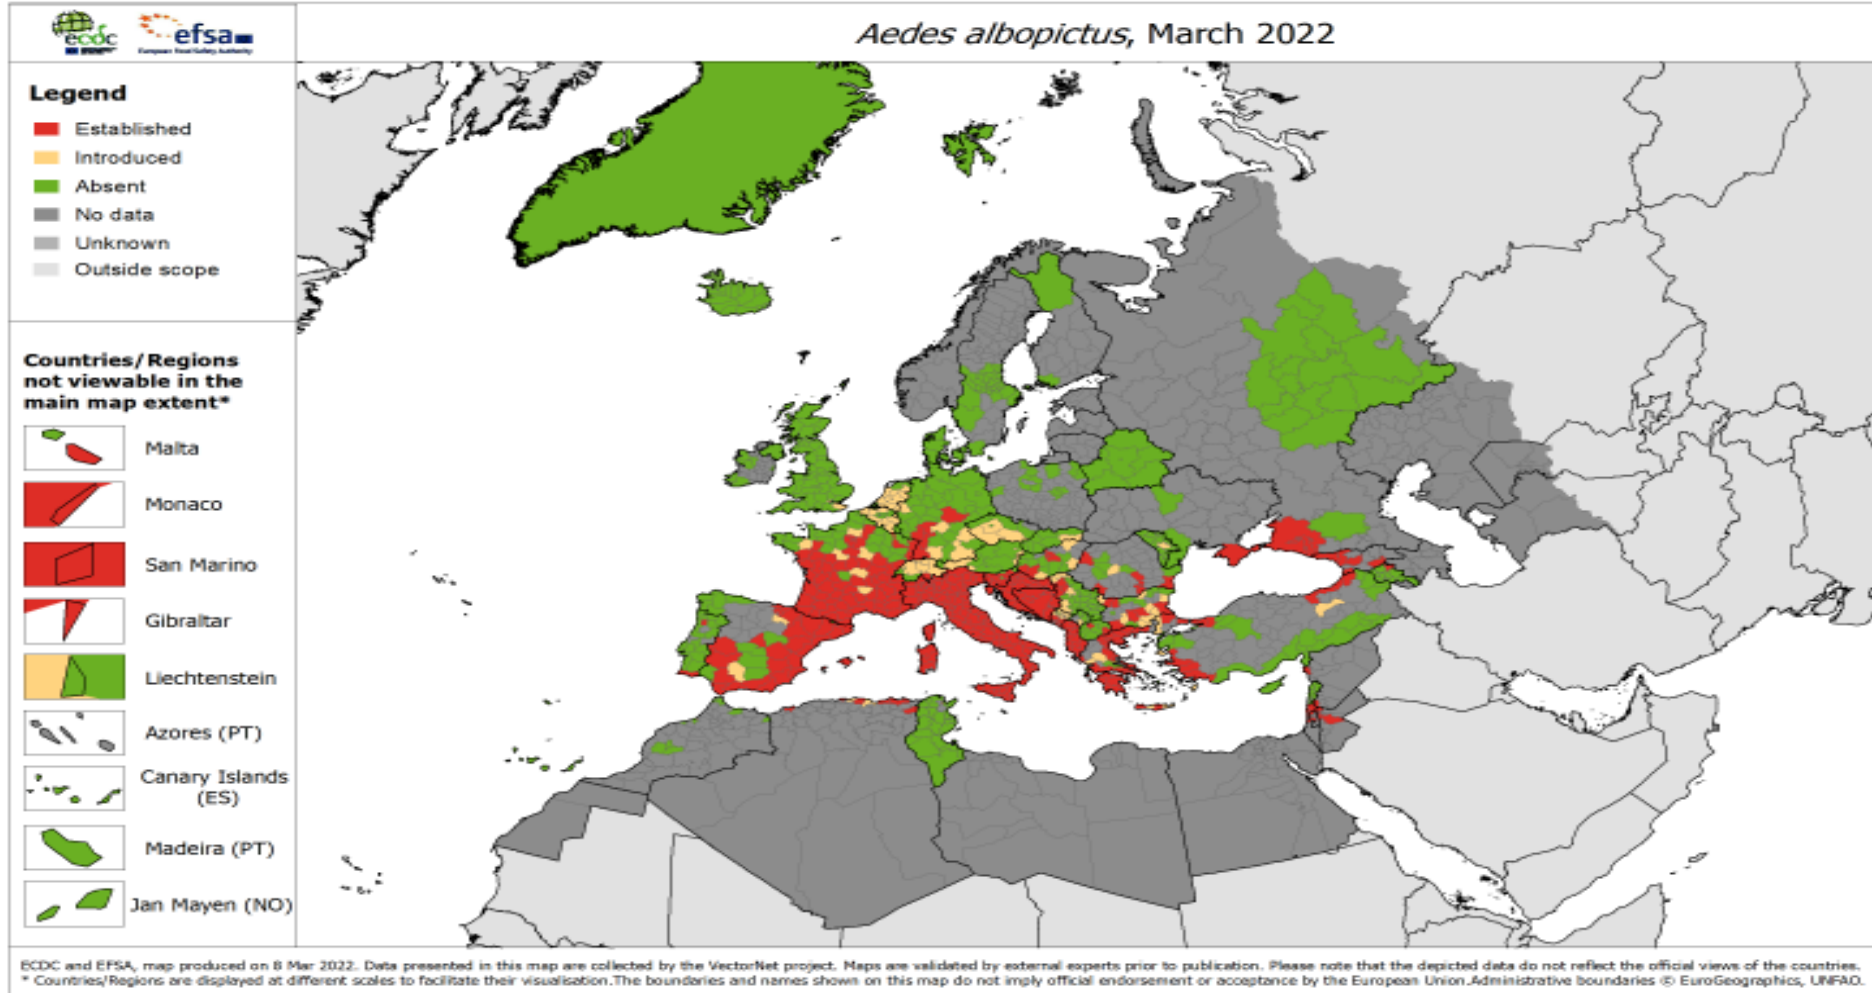 ecdc
efsa
European Food Safety Authority
Aedes albopictus, March 2022
Legend
Established
Introduced
Absent
No data
Unknown
Outside scope
Countries/Regions
not viewable in the
main map extent*
Malta
Monaco
San Marino
Gibraltar
Liechtenstein
Azores (PT)
Canary Islands
(ES)
Madeira (PT)
Jan Mayen (NO)
ECDC and EFSA, map produced on 8 Mar 2022. Data presented in this map are collected by the VectorNet project. Maps are validated by external experts prior to publication. Please note that the depicted data do not reflect the official views of the countries.
* Countries/Regions are displayed at different scales to facilitate their visualisation.The boundaries and names shown on this map do not imply official endorsement or acceptance by the European Union.Administrative boundaries © EuroGeographics, UNFAO.